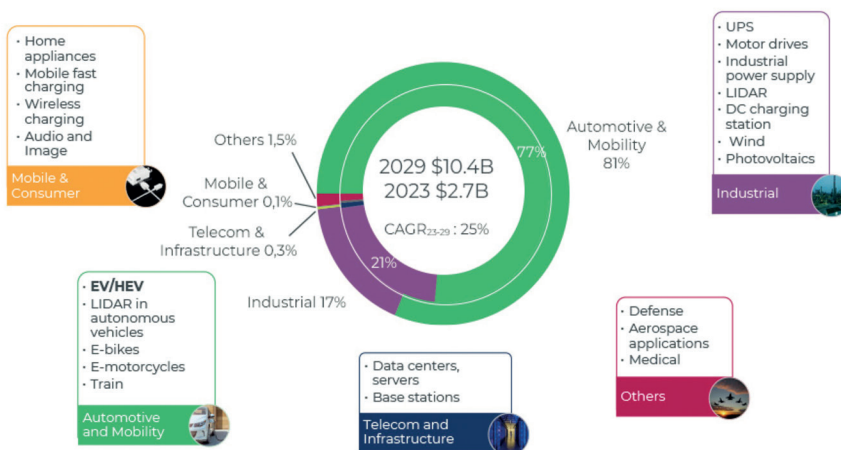 · Home
appliances
· Mobile fast
charging
· Wireless
charging
· Audio and
Image
Mobile &
Consumer
Others 1,5%
Mobile &
Consumer 0,1%
Telecom &
Infrastructure 0,3%
Industrial 17%
2029 $10.4B
2023 $2.7B
CAGR23-29 : 25%
77%
21%
Automotive &
Mobility
81%
· UPS
· Motor drives
· Industrial
power supply
· LIDAR
· DC charging
station
· Wind
· Photovoltaics
Industrial
· EV/HEV
· LIDAR in
autonomous
vehicles
· E-bikes
· E-motorcycles
· Train
Automotive
and Mobility
· Data centers,
servers
· Base stations
Telecom and
Infrastructure
· Defense
· Aerospace
applications
· Medical
Others